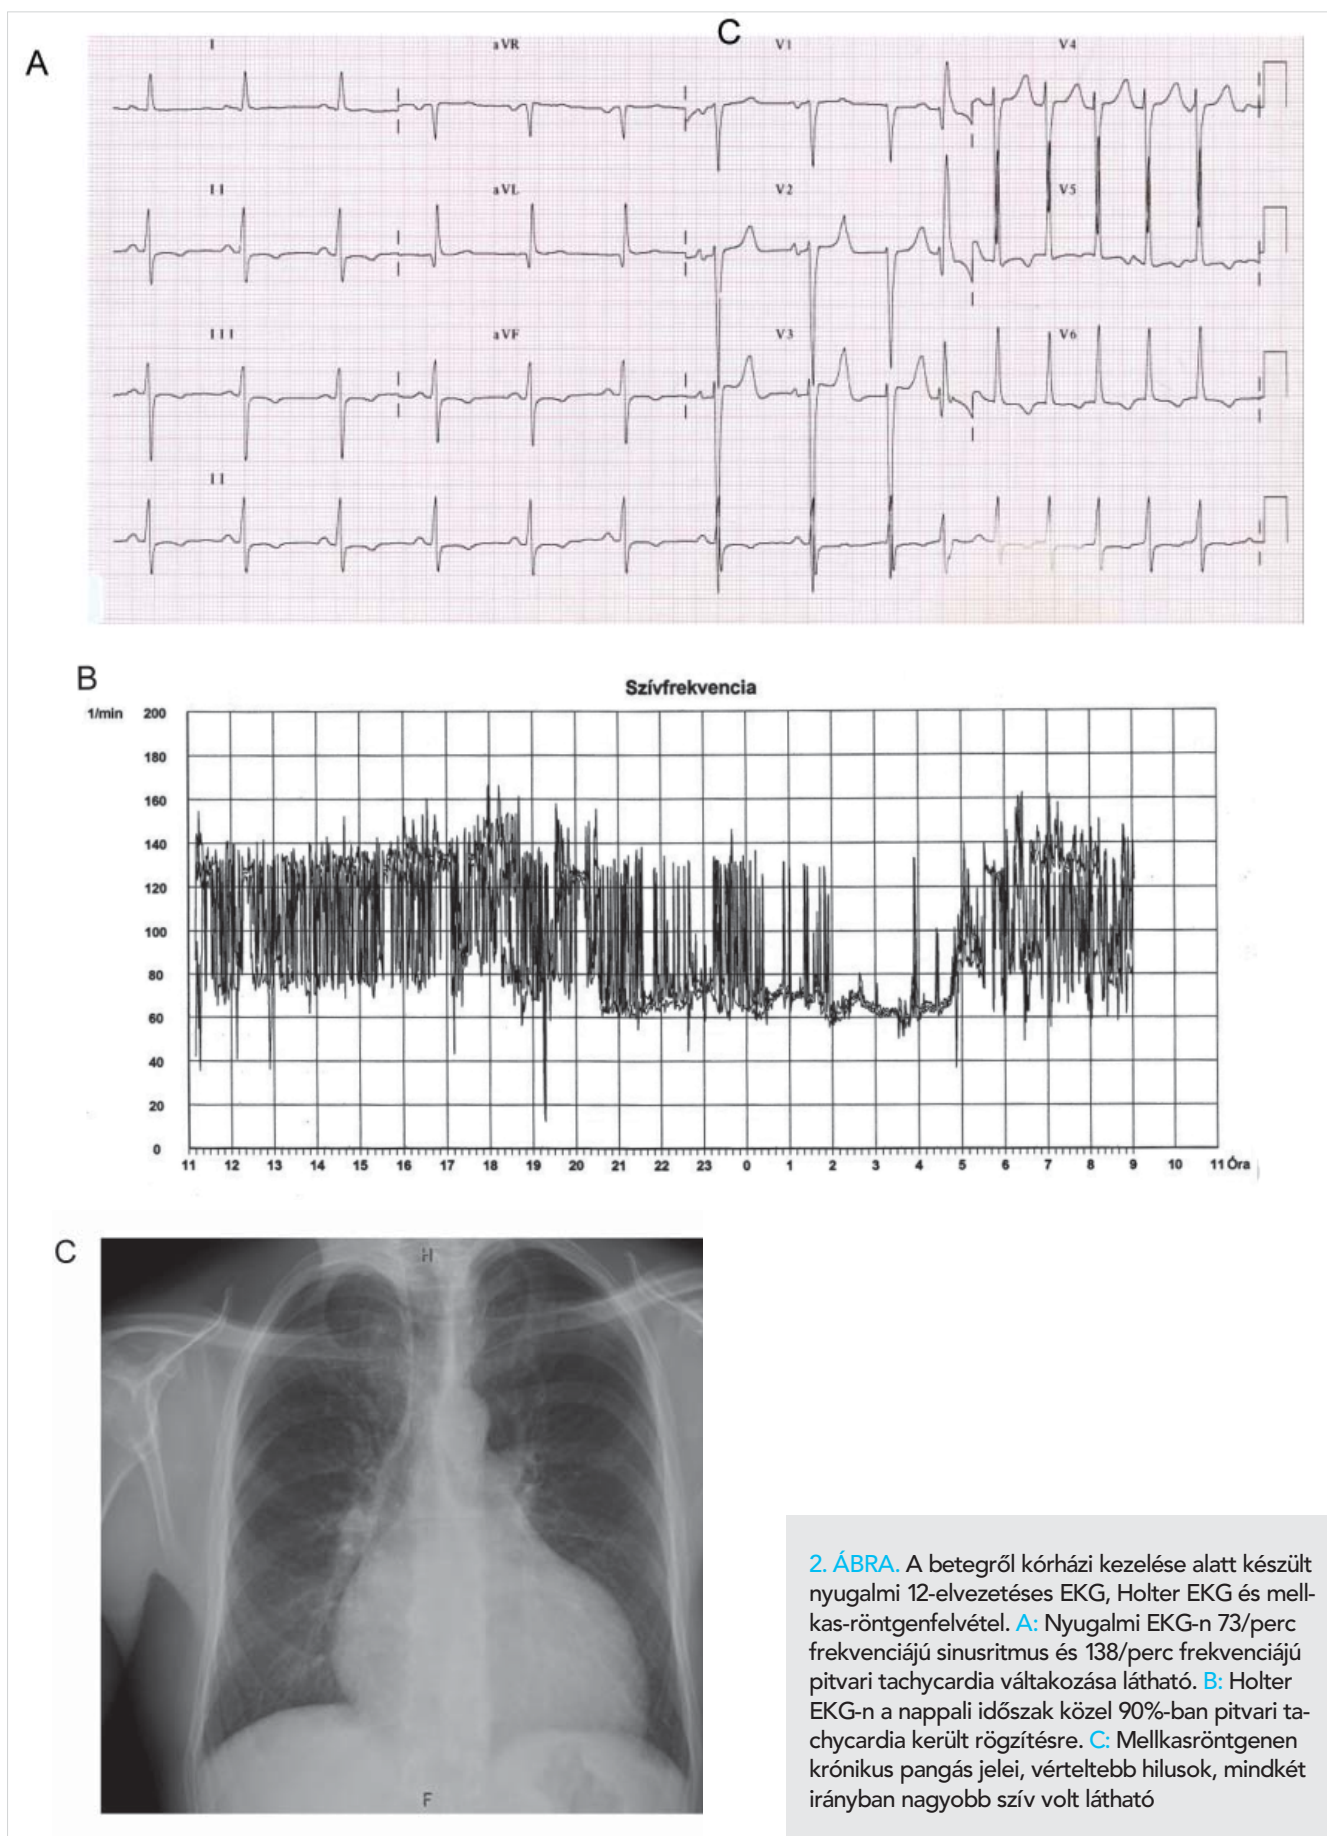 C
A
I aVR V1 V4
II aVL V2 V5
III aVF V3 V6
II
B
Szívfrekvencia
1/min 200
180
160
140
120
100
80
60
40
20
0
11 12 13 14 15 16 17 18 19 20 21 22 23 0 1 2 3 4 5 6 7 8 9 10 11 Óra
C
H
F
2. ÁBRA. A betegről kórházi kezelése alatt készült
nyugalmi 12-elvezetéses EKG, Holter EKG és mell-
kas-röntgenfelvétel. A: Nyugalmi EKG-n 73/perc
frekvenciájú sinusritmus és 138/perc frekvenciájú
pitvari tachycardia váltakozása látható. B: Holter
EKG-n a nappali időszak közel 90%-ban pitvari ta-
chycardia került rögzítésre. C: Mellkasröntgenen
krónikus pangás jelei, vérteltebb hilusok, mindkét
irányban nagyobb szív volt látható